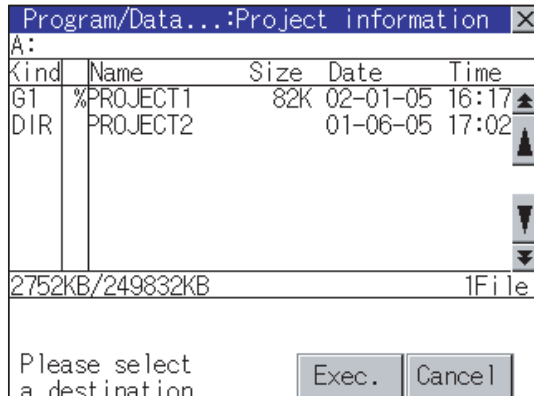 Program/Data...:Project information ×
A:
Kind Name Size Date Time
G1 %PROJECT1 82K 02-01-05 16:17
DIR PROJECT2 01-06-05 17:02
2752KB/249832KB 1File
Please select
a destination
Exec. Cancel